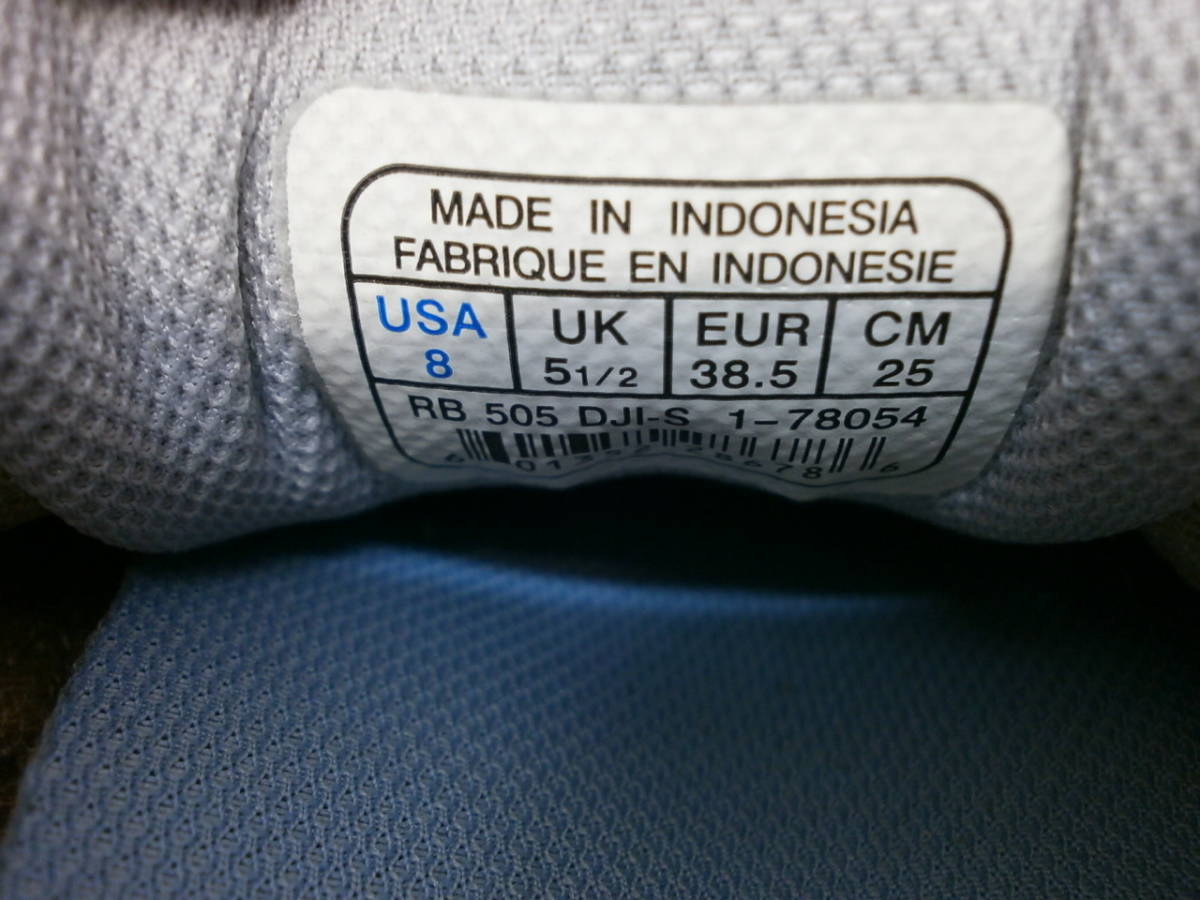 MADE IN INDONESIA
FABRIQUE EN INDONESIE
USA UK EUR CM
8 5 1/2 38.5 25
RB 505 DJI-S 1-78054